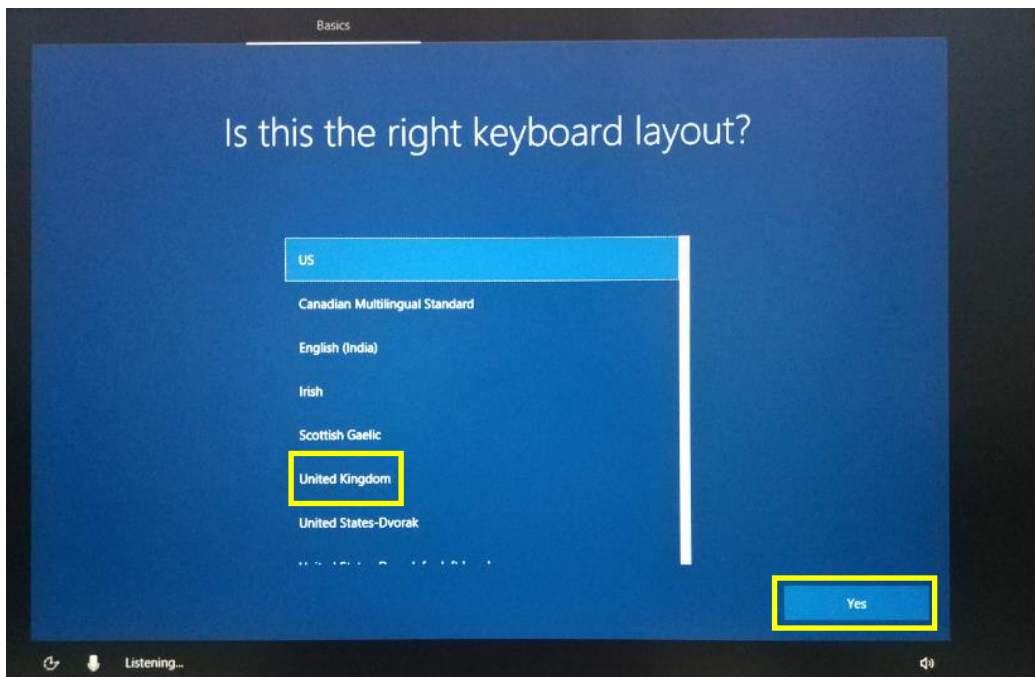 Basics
Is this the right keyboard layout?
US
Canadian Multilingual Standard
English (India)
Irish
Scottish Gaelic
United Kingdom
United States-Dvorak
Yes
Listening...